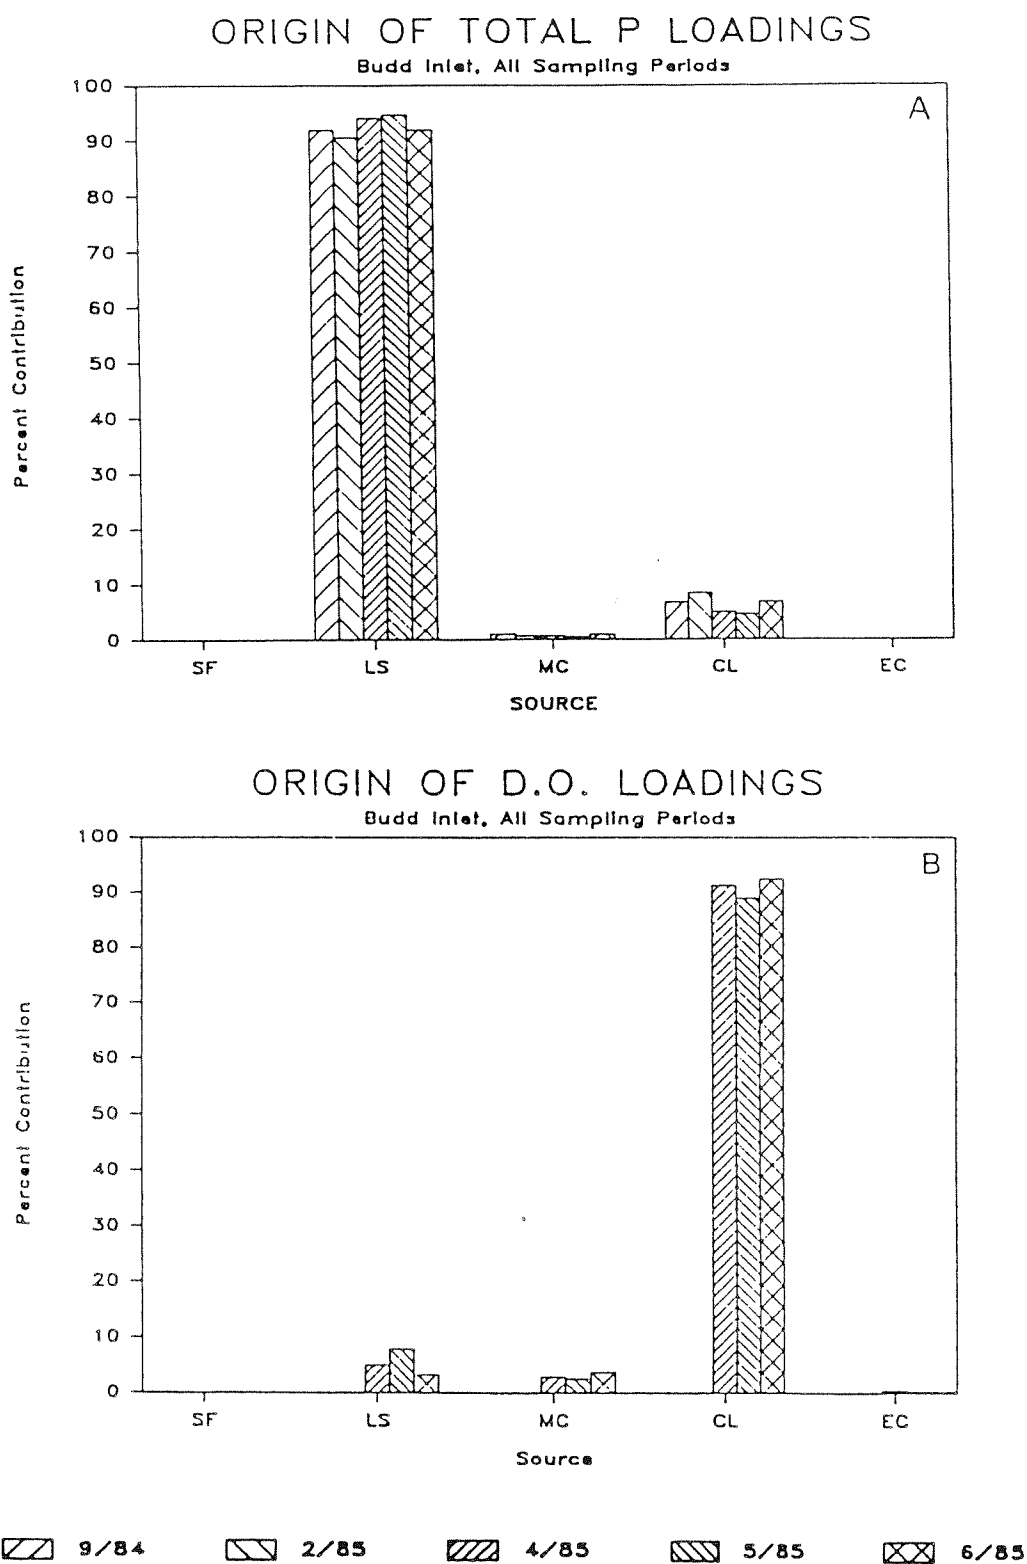 ORIGIN OF TOTAL P LOADINGS
Budd Inlet, All Sampling Periods
A
100
90
80
70
60
50
40
30
20
10
0
Percent Contribution
SF LS MC CL EC
SOURCE
ORIGIN OF D.O. LOADINGS
Budd Inlet, All Sampling Periods
B
100
90
80
70
60
50
40
30
20
10
0
Percent Contribution
SF LS MC CL EC
Source
9/84 2/85 4/85 5/85 6/85